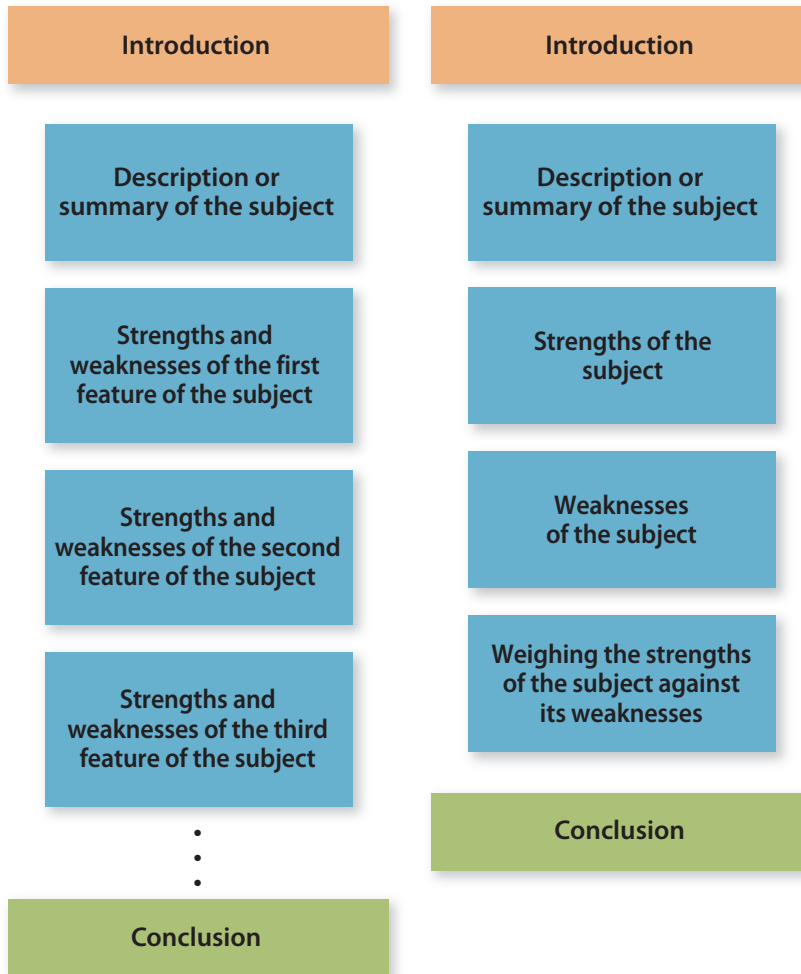 Introduction
Description or
summary of the subject
Strengths and
weaknesses of the first
feature of the subject
Strengths and
weaknesses of the second
feature of the subject
Strengths and
weaknesses of the third
feature of the subject
Conclusion
Introduction
Description or
summary of the subject
Strengths of the
subject
Weaknesses
of the subject
Weighing the strengths
of the subject against
its weaknesses
Conclusion